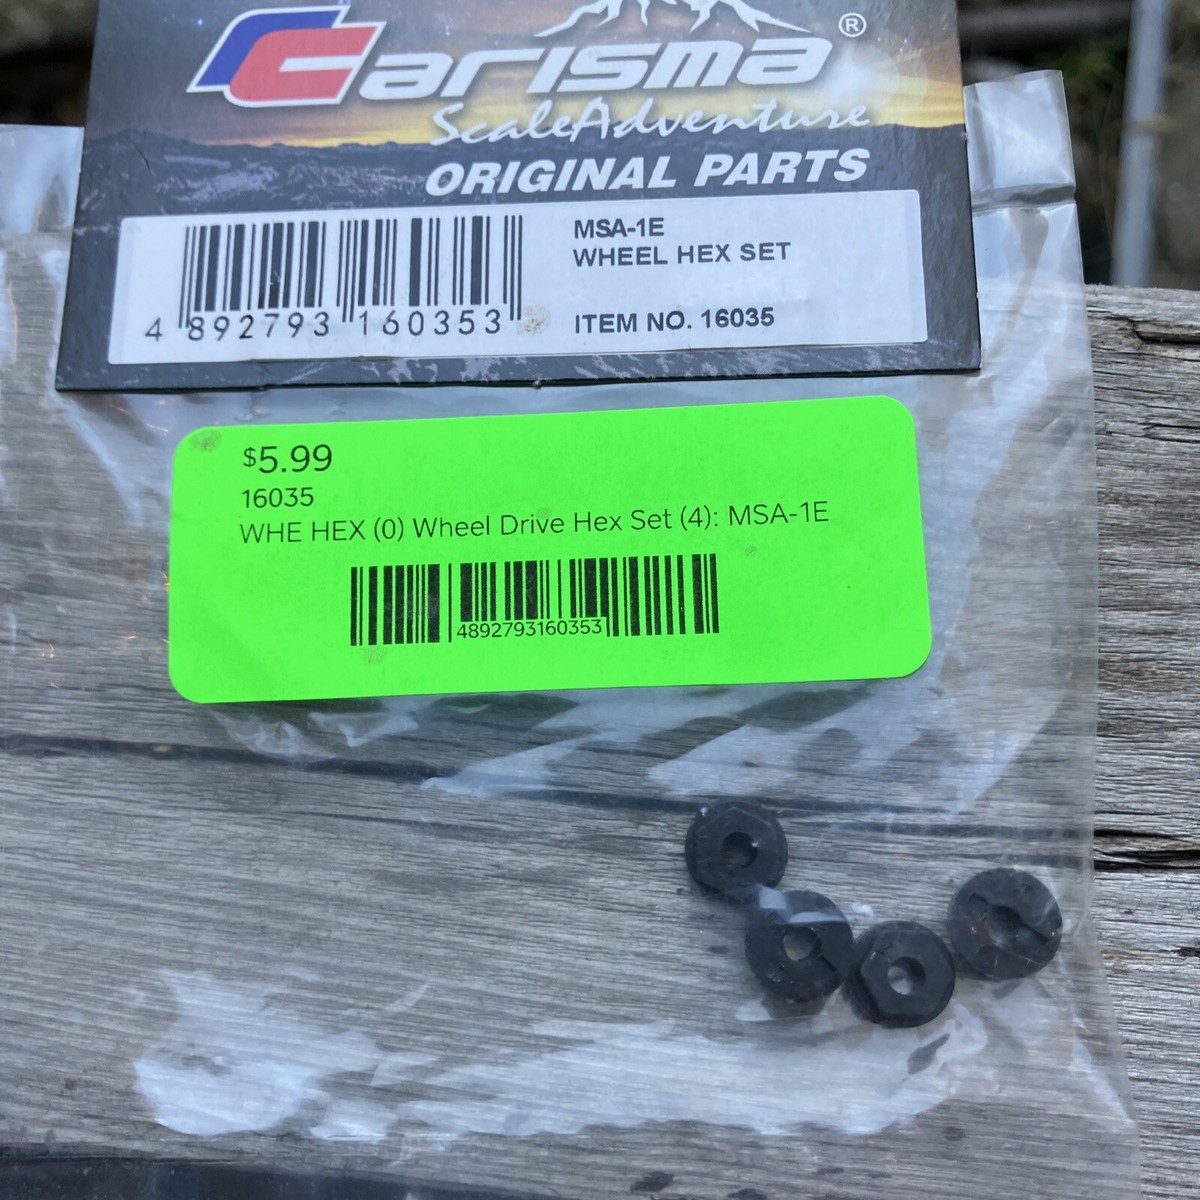 Carisma®
ScaleAdventure
ORIGINAL PARTS
MSA-1E
WHEEL HEX SET
4 892793 160353
ITEM NO. 16035
$5.99
16035
WHE HEX (0) Wheel Drive Hex Set (4): MSA-1E
4892793160353